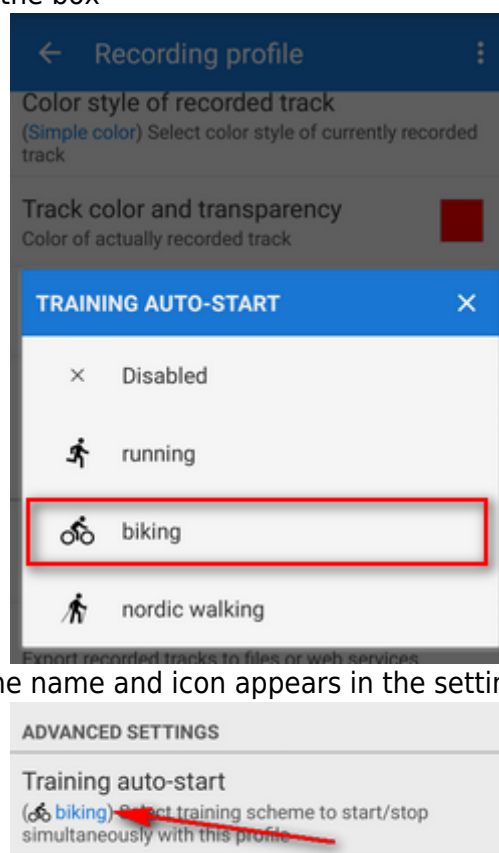 the box
Recording profile
Color style of recorded track
(Simple color) Select color style of currently recorded
track
Track color and transparency
Color of actually recorded track
TRAINING AUTO-START
Disabled
running
biking
nordic walking
Export recorded tracks to files or web services
name and icon appears in the
ADVANCED SETTINGS
Training auto-start
(biking) Select training scheme to start/stop
simultaneously with this profile